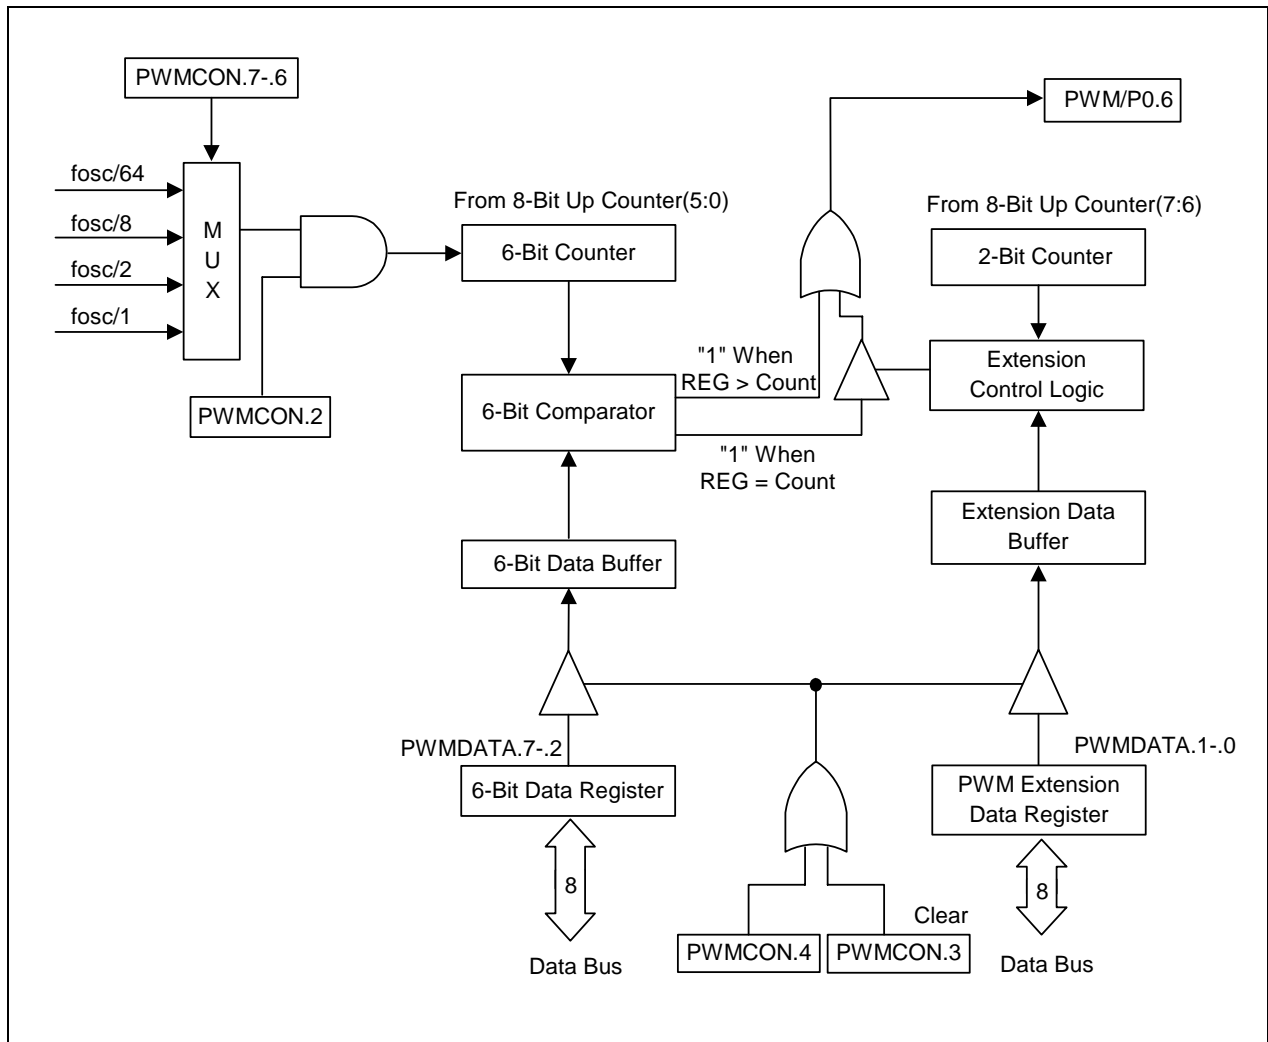 PWMCON.7-.6
PWM/P0.6
fosc/64
fosc/8
fosc/2
fosc/1
M
U
X
From 8-Bit Up Counter(5:0)
6-Bit Counter
From 8-Bit Up Counter(7:6)
2-Bit Counter
"1" When
REG > Count
Extension
Control Logic
PWMCON.2
6-Bit Comparator
"1" When
REG = Count
Extension Data
Buffer
6-Bit Data Buffer
PWMDATA.7-.2
PWMDATA.1-.0
6-Bit Data Register
PWM Extension
Data Register
8
8
Clear
PWMCON.4
PWMCON.3
Data Bus
Data Bus